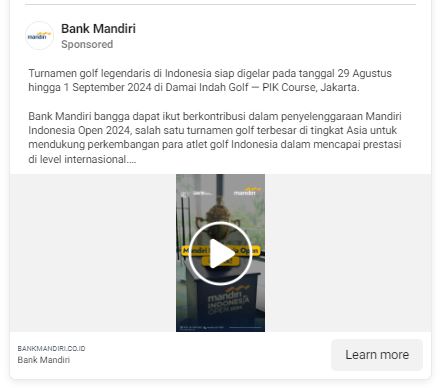 Bank Mandiri
Sponsored
mandiri
Turnamen golf legendaris di Indonesia siap digelar pada tanggal 29 Agustus
hingga 1 September 2024 di Damai Indah Golf — PIK Course, Jakarta.
Bank Mandiri bangga dapat ikut berkontribusi dalam penyelenggaraan Mandiri
Indonesia Open 2024, salah satu turnamen golf terbesar di tingkat Asia untuk
mendukung perkembangan para atlet golf Indonesia dalam mencapai prestasi
di level internasional....
mandiri
Open
mandiri
INDONESIA
OPEN 2024
BANKMANDIRI.CO.ID
Bank Mandiri
Learn more